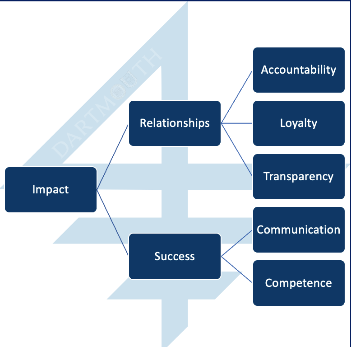 DARTMOUTH
Accountability
Relationships
Loyalty
Transparency
Impact
Communication
Success
Competence